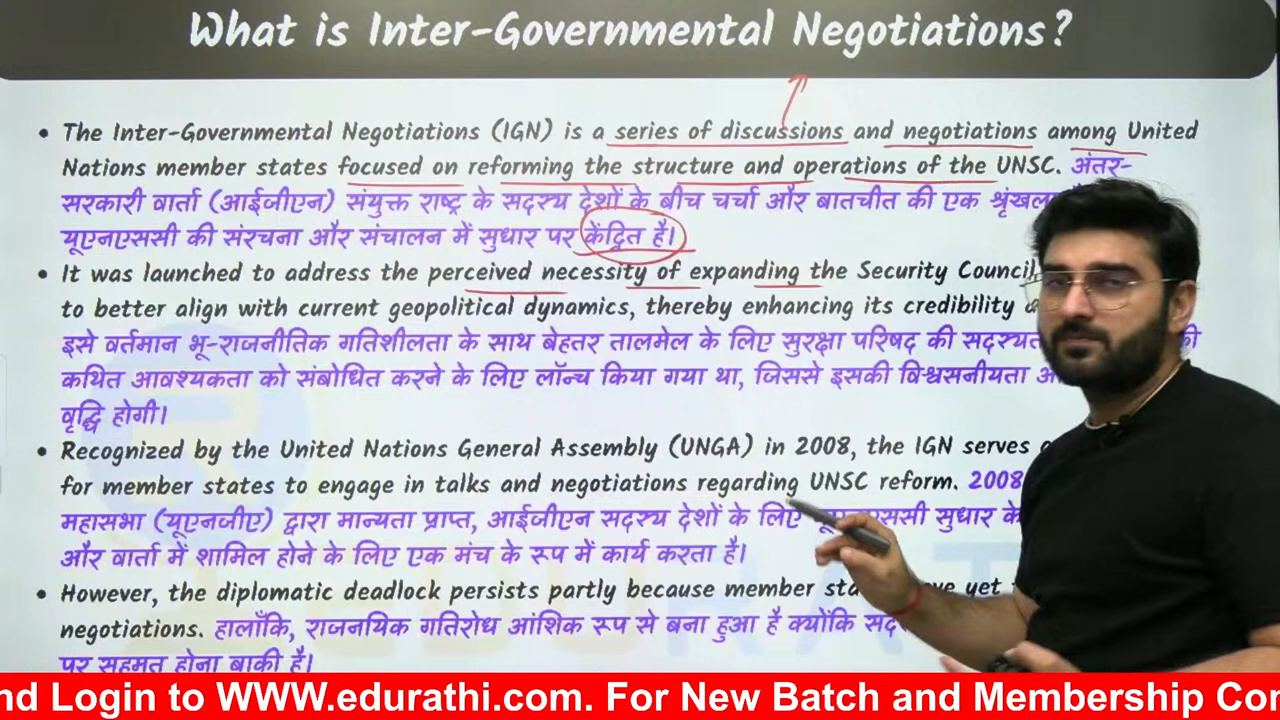 What is Inter-Governmental Negotiations?
• The Inter-Governmental Negotiations (IGN) is a series of discussions and negotiations among United
Nations member states focused on reforming the structure and operations of the UNSC. अंतर-
सरकारी वार्ता (आईजीएन) संयुक्त राष्ट्र के सदस्य देशों के बीच चर्चा और बातचीत की एक
यूएनएससी की संरचना और संचालन में सुधार पर केंद्रित है।
• It was launched to address the perceived necessity of expanding the Security Council
to better align with current geopolitical dynamics, thereby enhancing its credibility
इसे वर्तमान भू-राजनीतिक गतिशीलता के साथ बेहतर तालमेल के लिए सुरक्षा परिषद की की
कथित आवश्यकता को संबोधित करने के लिए लॉन्च किया गया था, जिससे इसकी विश्वसनीयता
वृद्धि होगी।
• Recognized by the United Nations General Assembly (UNGA) in 2008, the IGN serves
for member states to engage in talks and negotiations regarding UNSC reform. 2008
महासभा (यूएनजीए) द्वारा मान्यता प्राप्त, आईजीएन सदस्य देशों के लिए सुधार के
और वार्ता में शामिल होने के लिए एक मंच के रूप में कार्य करता है।
• However, the diplomatic deadlock persists partly because member yet
negotiations. हालाँकि, राजनयिक गतिरोध आंशिक रूप से बना हुआ है क्योंकि
पर सहमत होना बाकी है।
nd Login to WWW.edurathi.com. For New Batch and Membership Con